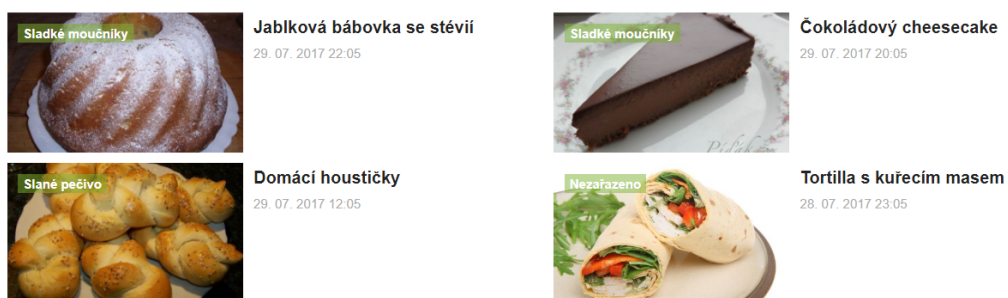 Sladké moučníky
Jablková bábovka se stévií
29. 07. 2017 22:05
Sladké moučníky
Čokoládový cheesecake
29. 07. 2017 20:05
Slané pečivo
Domácí houstičky
29. 07. 2017 12:05
Nezařazeno
Tortilla s kuřecím masem
28. 07. 2017 23:05